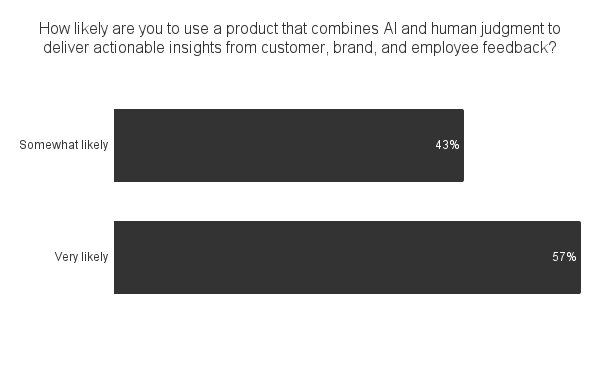 How likely are you to use a product that combines AI and human judgment to
deliver actionable insights from customer, brand, and employee feedback?
Somewhat likely 43%
Very likely 57%